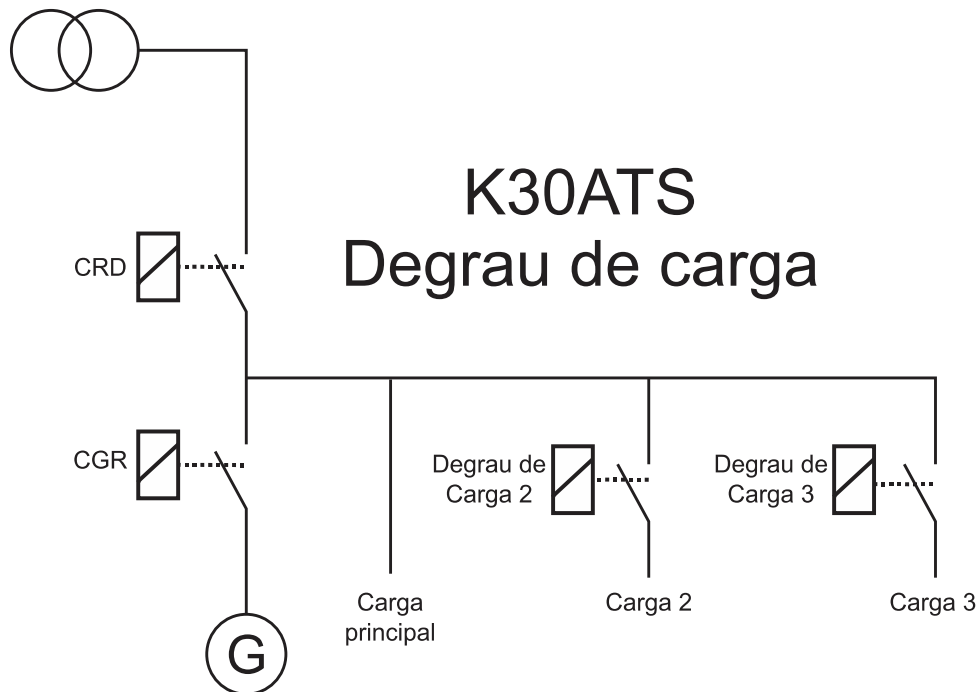 K30ATS
Degrau de carga
CRD
CGR
Degrau de
Carga 2
Degrau de
Carga 3
Carga
principal
Carga 2
Carga 3
G